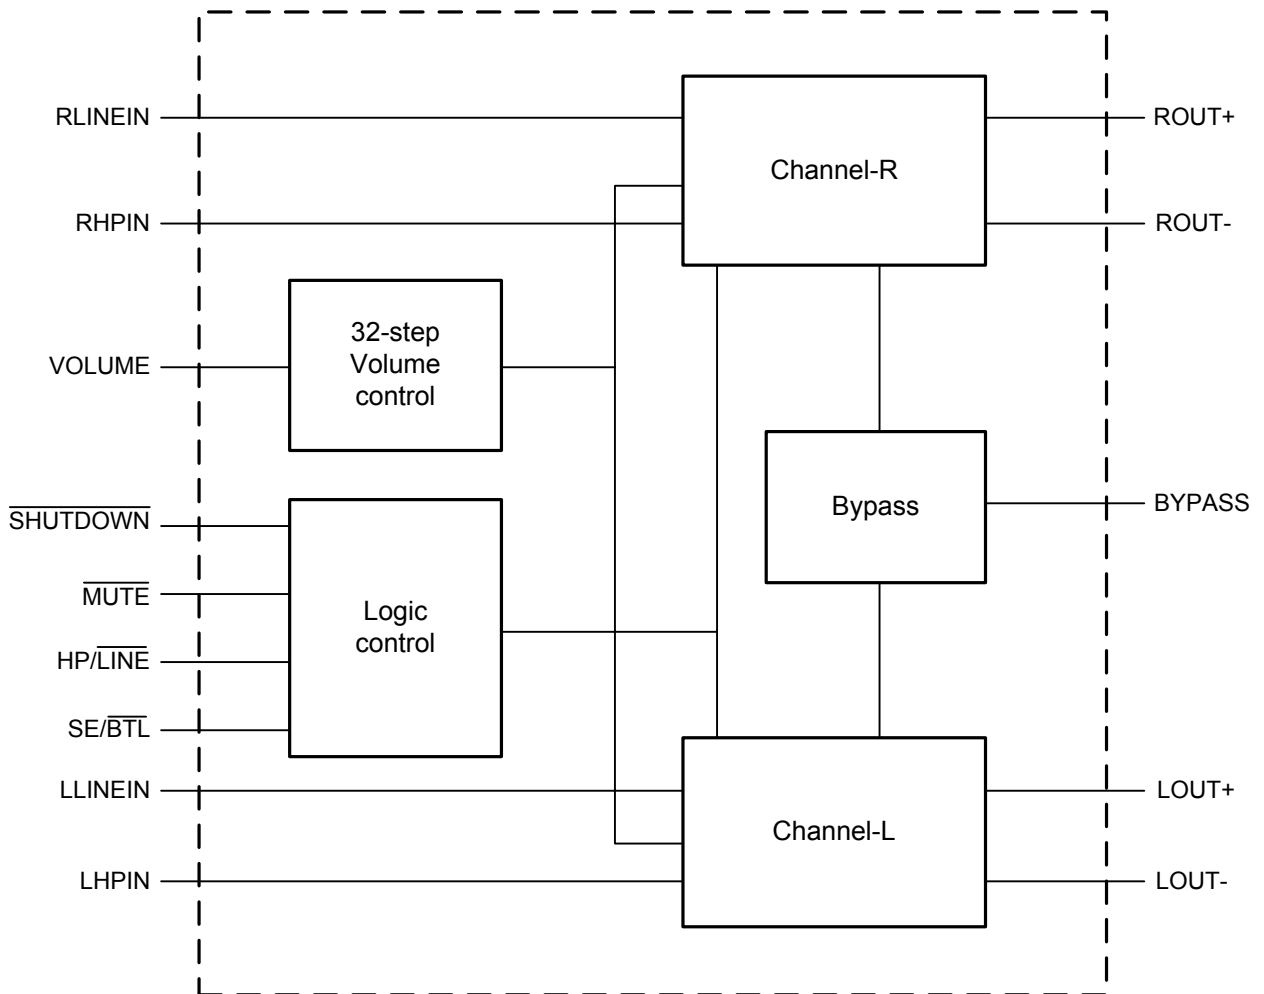 RLINEIN
Channel-R
ROUT+
RHPIN
ROUT-
32-step
Volume
control
VOLUME
SHUTDOWN
Bypass
BYPASS
MUTE
Logic
control
HP/LINE
SE/BTL
LLINEIN
LOUT+
Channel-L
LHPIN
LOUT-